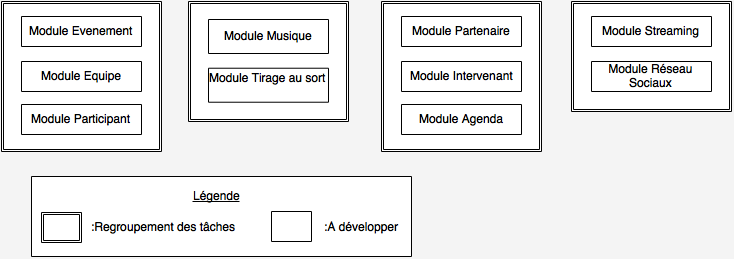 Module Evenement
Module Equipe
Module Participant
Module Musique
Module Tirage au sort
Module Partenaire
Module Intervenant
Module Agenda
Module Streaming
Module Réseau
Sociaux
Légende
:Regroupement des tâches
:A développer